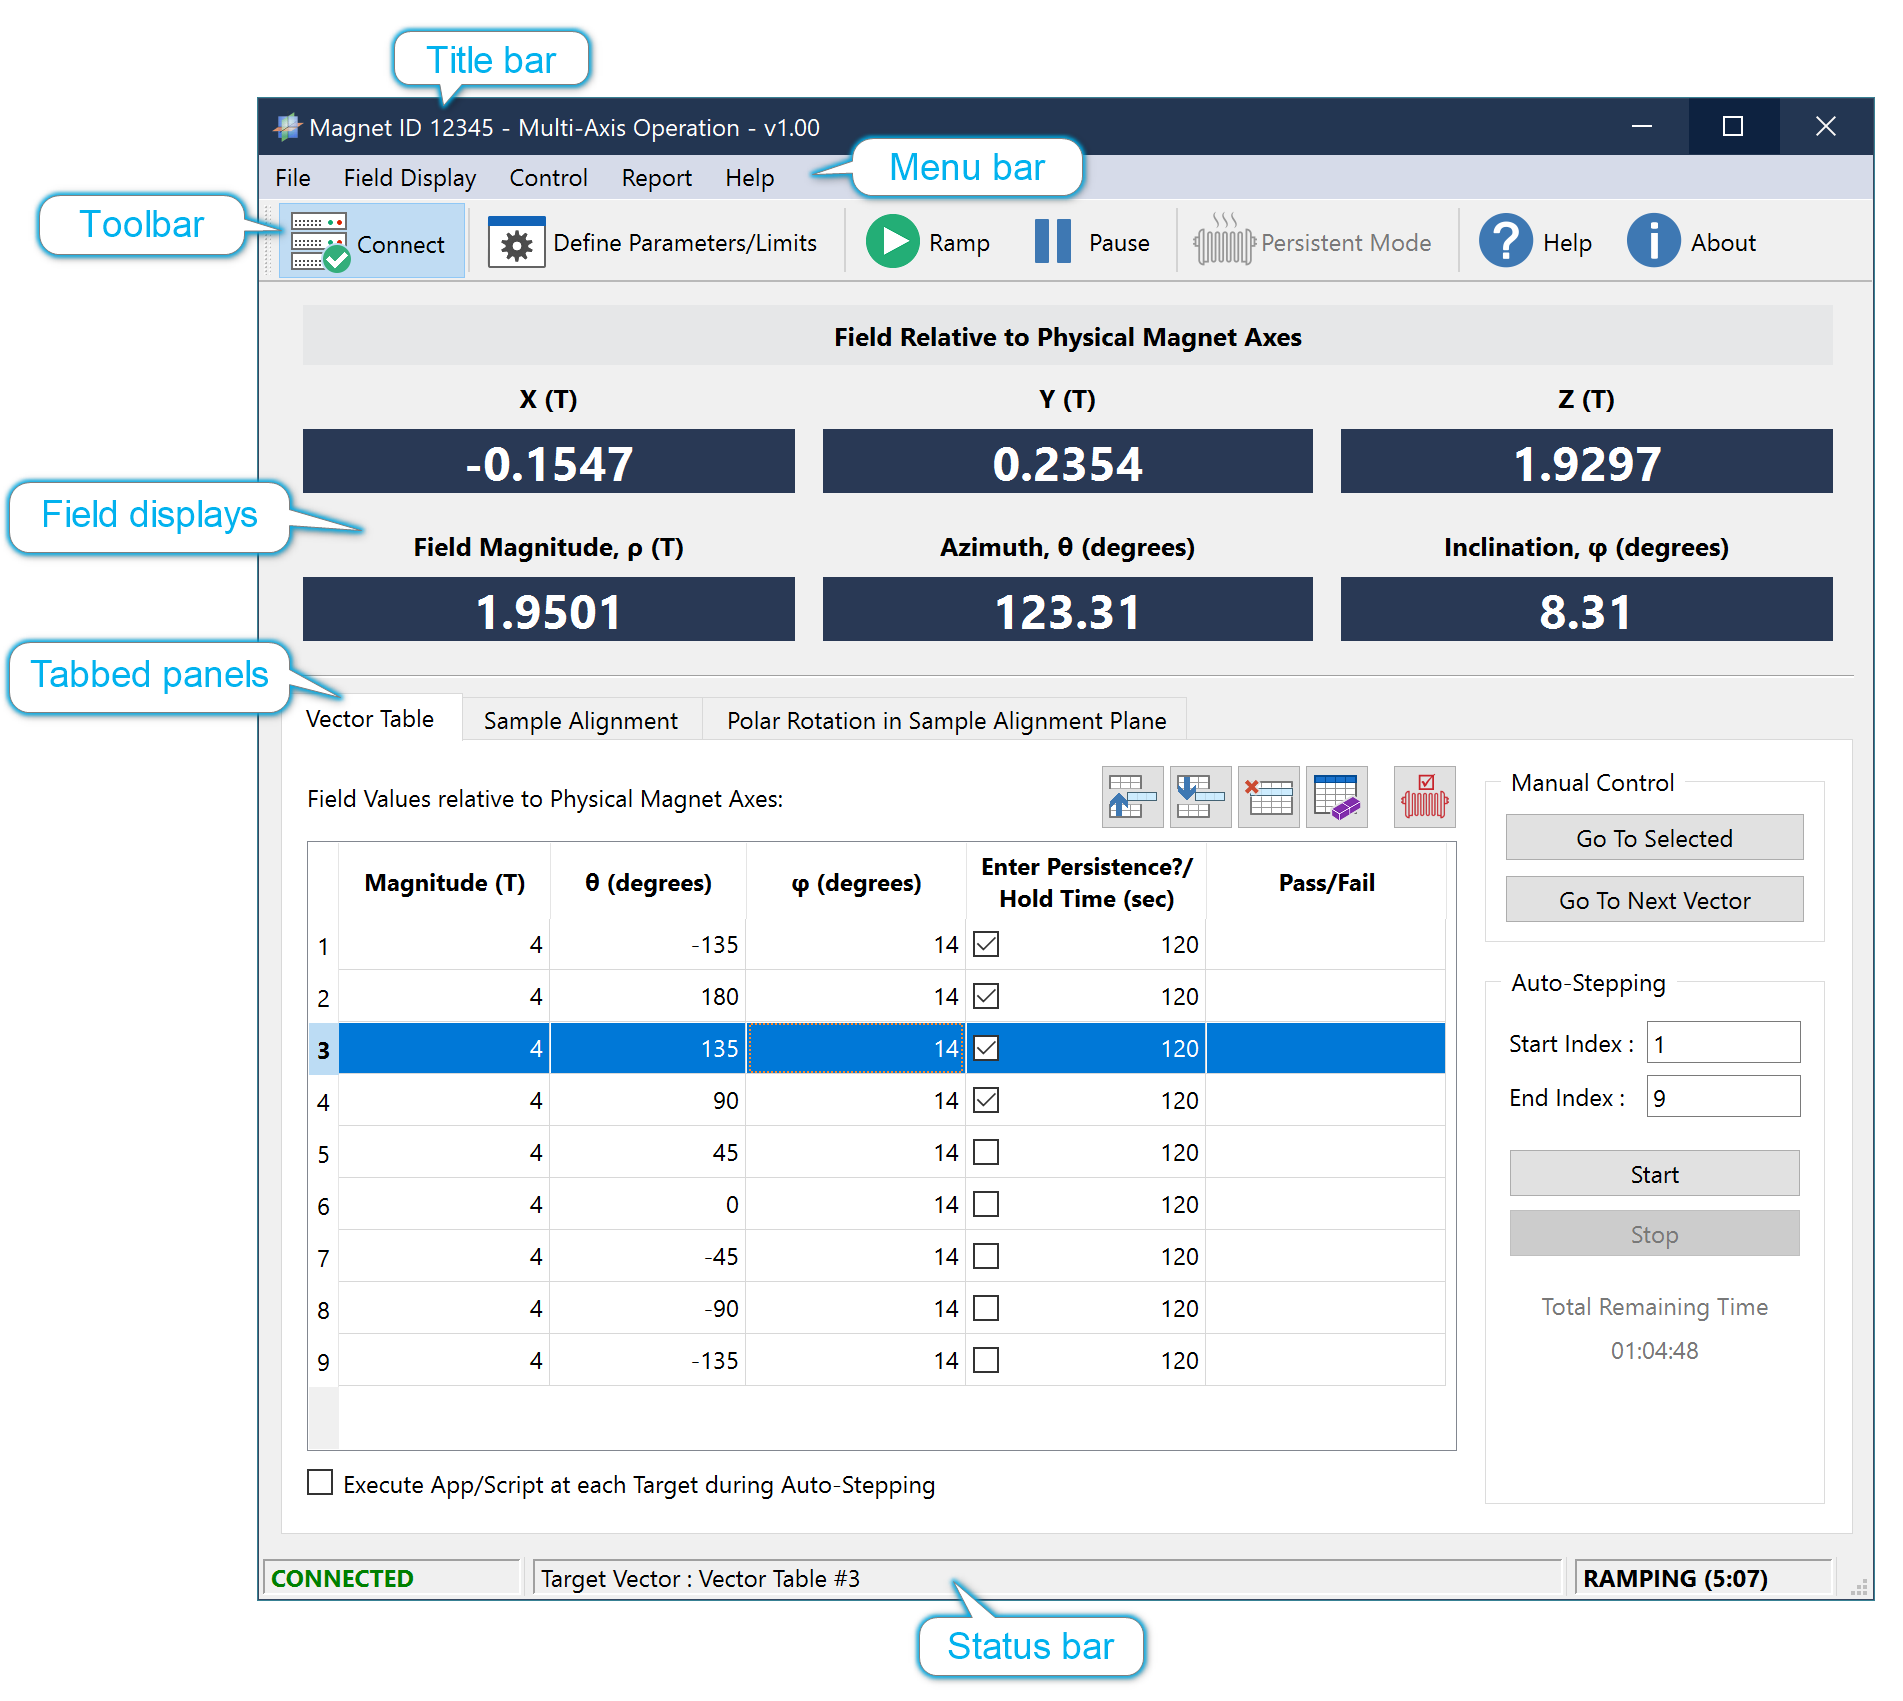 Title bar
Magnet ID 12345 - Multi-Axis Operation - v1.00
Menu bar
File Field Display Control Report Help
Toolbar
Connect Define Parameters/Limits Ramp Pause Persistent Mode Help About
Field Relative to Physical Magnet Axes
X (T) Y (T) Z (T)
-0.1547 0.2354 1.9297
Field displays
Field Magnitude, ρ (T) Azimuth, θ (degrees) Inclination, φ (degrees)
1.9501 123.31 8.31
Tabbed panels
Vector Table Sample Alignment Polar Rotation in Sample Alignment Plane
Field Values relative to Physical Magnet Axes:
Magnitude (T) θ (degrees) φ (degrees) Enter Persistence?/ Pass/Fail
Hold Time (sec)
1 4 -135 14 120
2 4 180 14 120
3 4 135 14 120
4 4 90 14 120
5 4 45 14 120
6 4 0 14 120
7 4 -45 14 120
8 4 -90 14 120
9 4 -135 14 120
Execute App/Script at each Target during Auto-Stepping
Manual Control
Go To Selected
Go To Next Vector
Auto-Stepping
Start Index : 1
End Index : 9
Start
Stop
Total Remaining Time
01:04:48
CONNECTED Target Vector : Vector Table #3 RAMPING (5:07)
Status bar